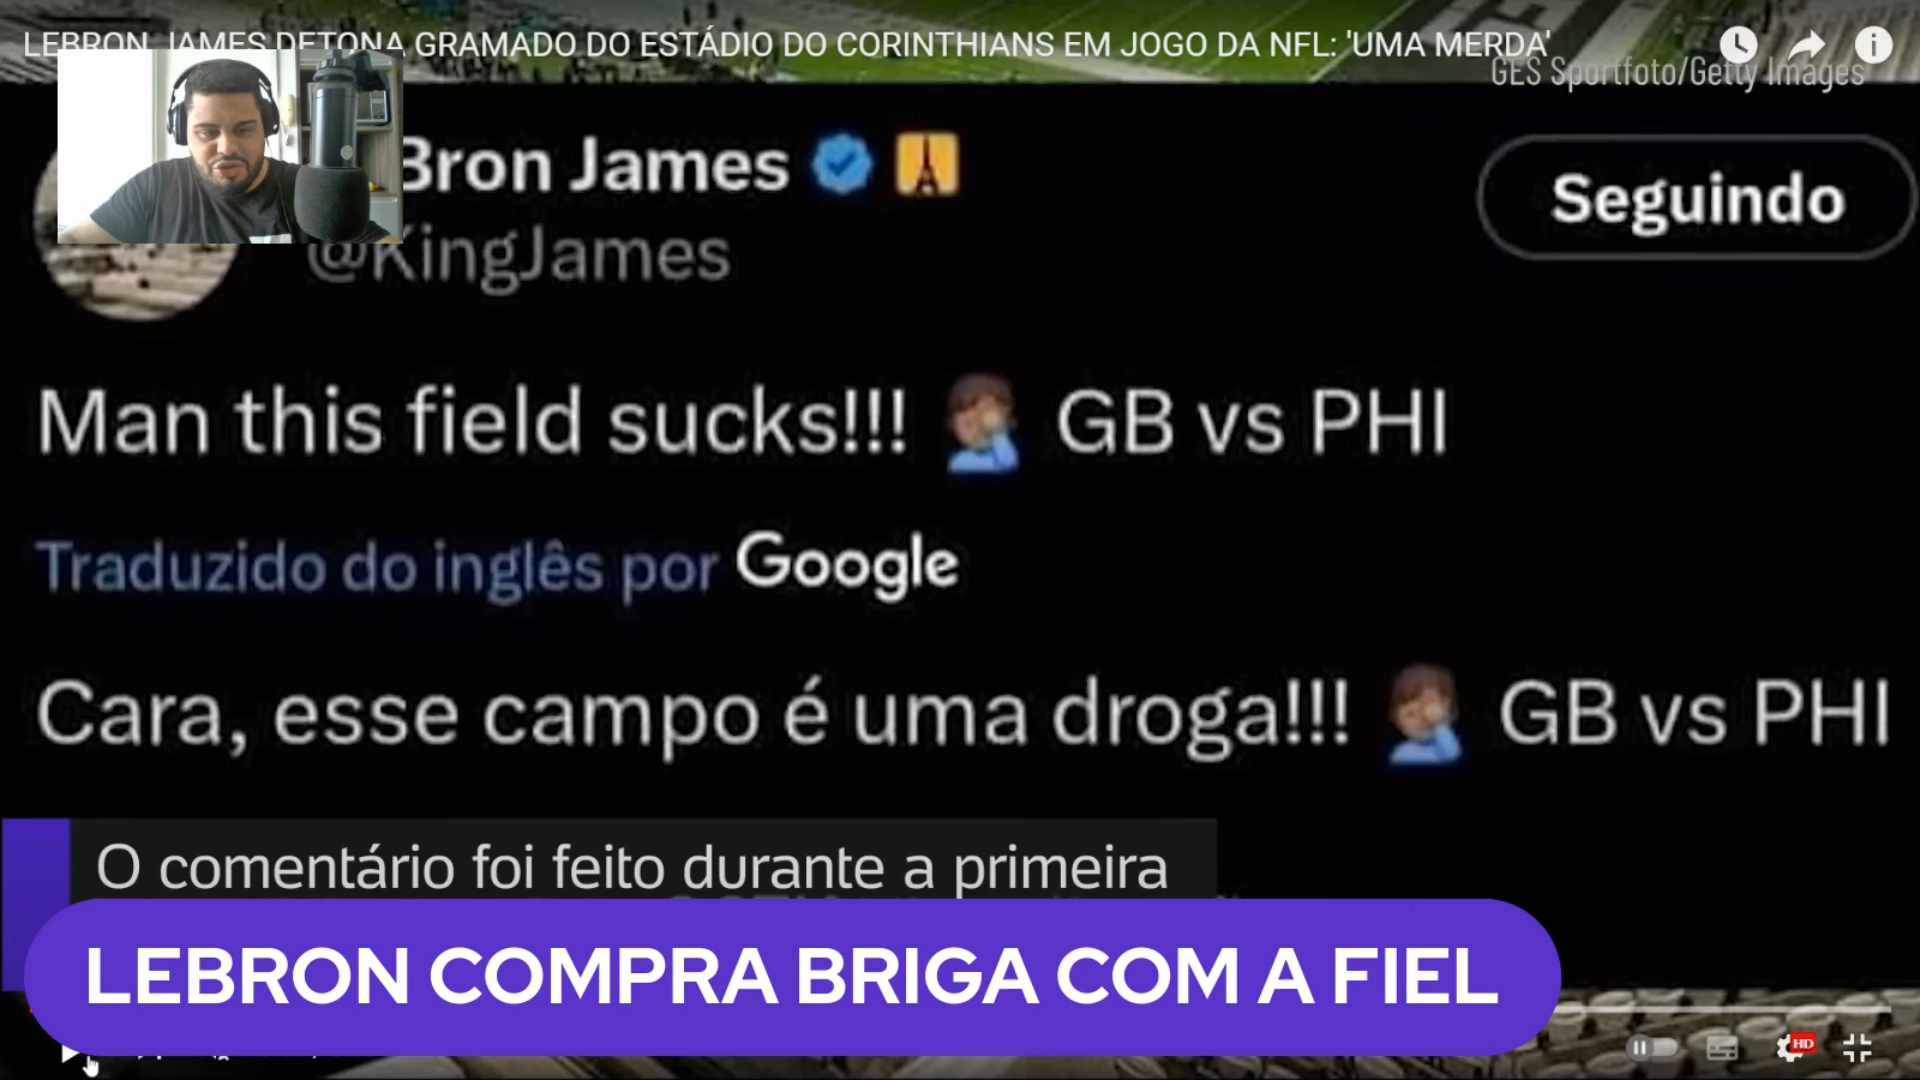 LEBRON JAMES DETONA GRAMADO DO ESTÁDIO DO CORINTHIANS EM JOGO DA NFL: 'UMA MERDA'
GES Sportfoto/Getty Images
Bron James
@KingJames
Seguindo
Man this field sucks!!! 🤦🏽‍♂️ GB vs PHI
Traduzido do inglês por Google
Cara, esse campo é uma droga!!! 🤦🏽‍♂️ GB vs PHI
O comentário foi feito durante a primeira
LEBRON COMPRA BRIGA COM A FIEL
HD